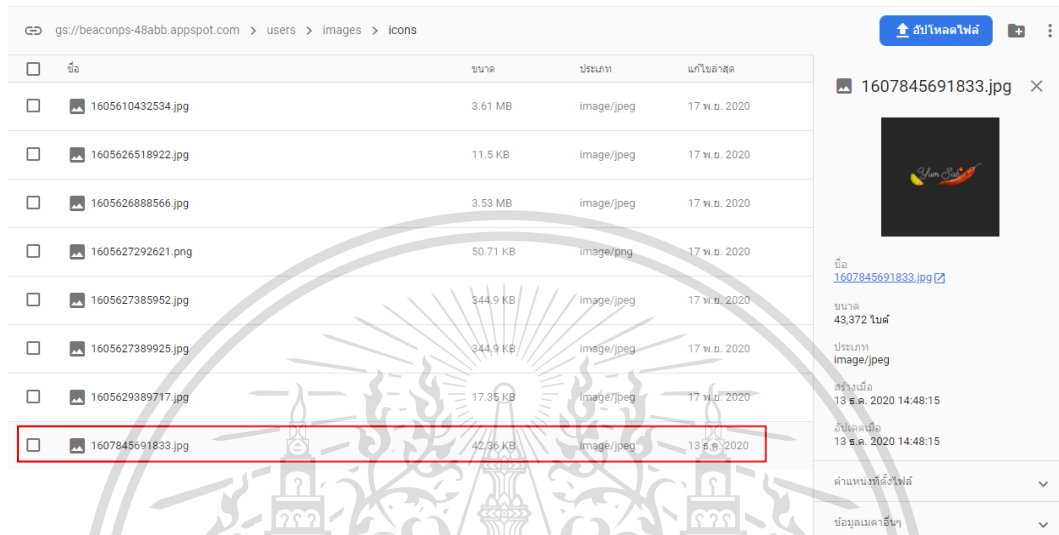 gs://beaconps-48abb.appspot.com > users > images > icons
อัปโหลดไฟล์
ชื่อ ขนาด ประเภท แก้ไขล่าสุด
1605610432534.jpg 3.61 MB image/jpeg 17 พ.ย. 2020
1605626518922.jpg 11.5 KB image/jpeg 17 พ.ย. 2020
1605626888566.jpg 3.53 MB image/jpeg 17 พ.ย. 2020
1605627292621.png 50.71 KB image/png 17 พ.ย. 2020
1605627385952.jpg 344.9 KB image/jpeg 17 พ.ย. 2020
1605627389925.jpg 344.9 KB image/jpeg 17 พ.ย. 2020
1605629389717.jpg 17.35 KB image/jpeg 17 พ.ย. 2020
1607845691833.jpg 42.36 KB image/jpeg 13 ธ.ค. 2020
1607845691833.jpg
Yum Sab
ชื่อ
1607845691833.jpg
ขนาด
43,372 ไบต์
ประเภท
image/jpeg
สร้างเมื่อ
13 ธ.ค. 2020 14:48:15
อัปเดตเมื่อ
13 ธ.ค. 2020 14:48:15
ตำแหน่งที่ตั้งไฟล์
ข้อมูลเมตาอื่นๆ